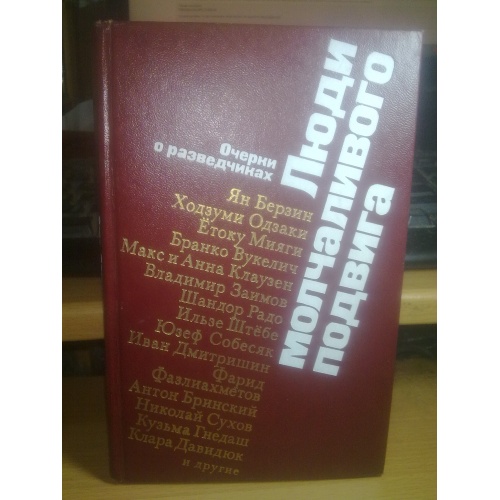 Люди
молчаливого
подвига
Очерки
о разведчиках
Ян Берзин
Ходзуми Одзаки
Ётоку Мияги
Бранко Вукелич
Макс и Анна Клаузен
Владимир Заимов
Шандор Радо
Ильзе Штёбе
Юзеф Собесяк
Иван Дмитришин
Фарид
Фазлиахметов
Антон Бринский
Николай Сухов
Кузьма Гнедаш
Клара Давидюк
и другие